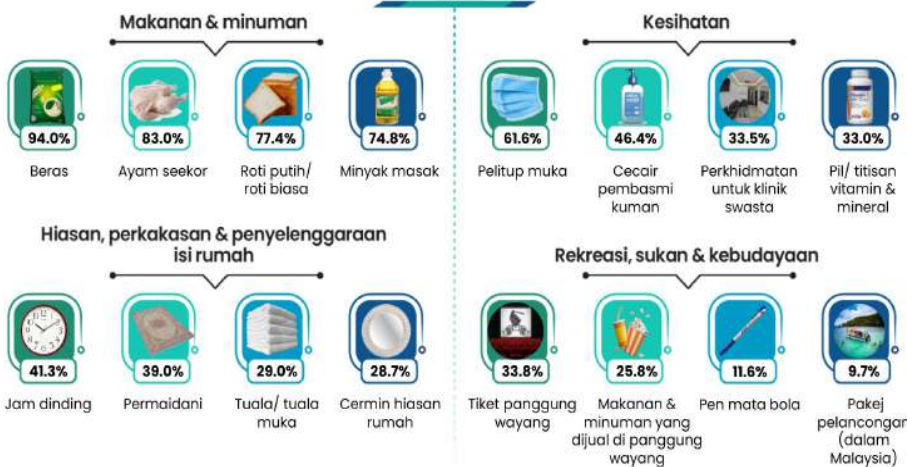 Makanan & minuman
94.0%
Beras
83.0%
Ayam seekor
77.4%
Roti putih/
roti biasa
74.8%
Minyak masak
Kesihatan
61.6%
Pelitup muka
46.4%
Cecair
pembasmi
kuman
33.5%
Perkhidmatan
untuk klinik
swasta
33.0%
Pil/ titisan
vitamin &
mineral
Hiasan, perkakasan & penyelenggaraan
isi rumah
41.3%
Jam dinding
39.0%
Permaidani
29.0%
Tuala/ tuala
muka
28.7%
Cermin hiasan
rumah
Rekreasi, sukan & kebudayaan
33.8%
Tiket panggung
wayang
25.8%
Makanan &
minuman yang
dijual di panggung
wayang
11.6%
Pen mata bola
9.7%
Pakej
pelancongan
(dalam
Malaysia)